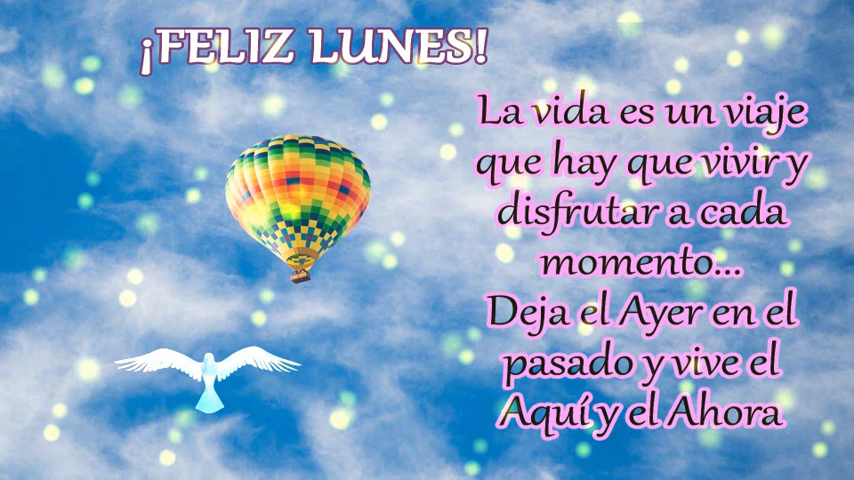 ¡FELIZ LUNES!
La vida es un viaje
que hay que vivir y
disfrutar a cada
momento...
Deja el Ayer en el
pasado y vive el
Aquí y el Ahora